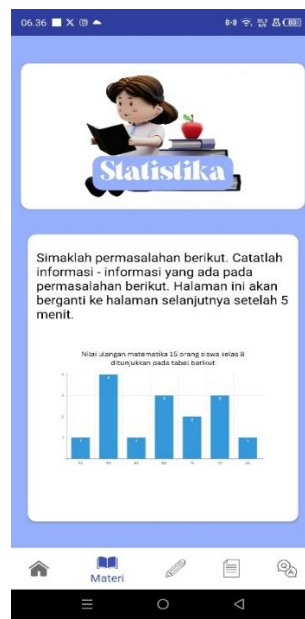 06.36
Statistika
Simaklah permasalahan berikut. Catatlah
informasi - informasi yang ada pada
permasalahan berikut. Halaman ini akan
berganti ke halaman selanjutnya setelah 5
menit.
Nilai ulangan matematika 15 orang siswa kelas 8
ditunjukkan pada tabel berikut
Materi